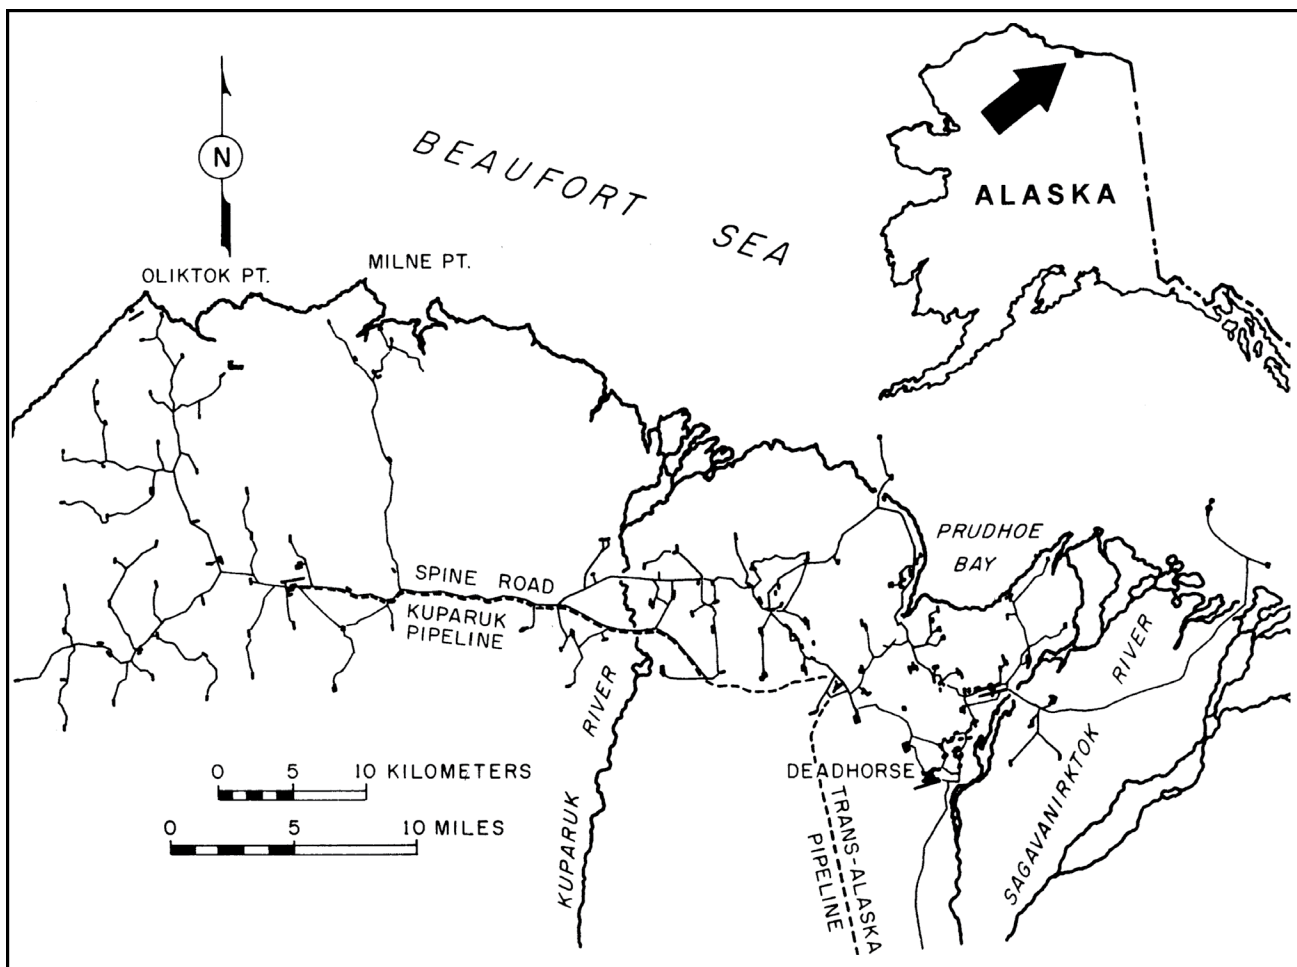 N
BEAUFORT SEA
ALASKA
OLIKTOK PT.
MILNE PT.
PRUDHOE
BAY
SPINE ROAD
KUPARUK
PIPELINE
KUPARUK RIVER
SAGAVANIRKTOK RIVER
DEADHORSE
TRANS-ALASKA
PIPELINE
0 5 10 KILOMETERS
0 5 10 MILES